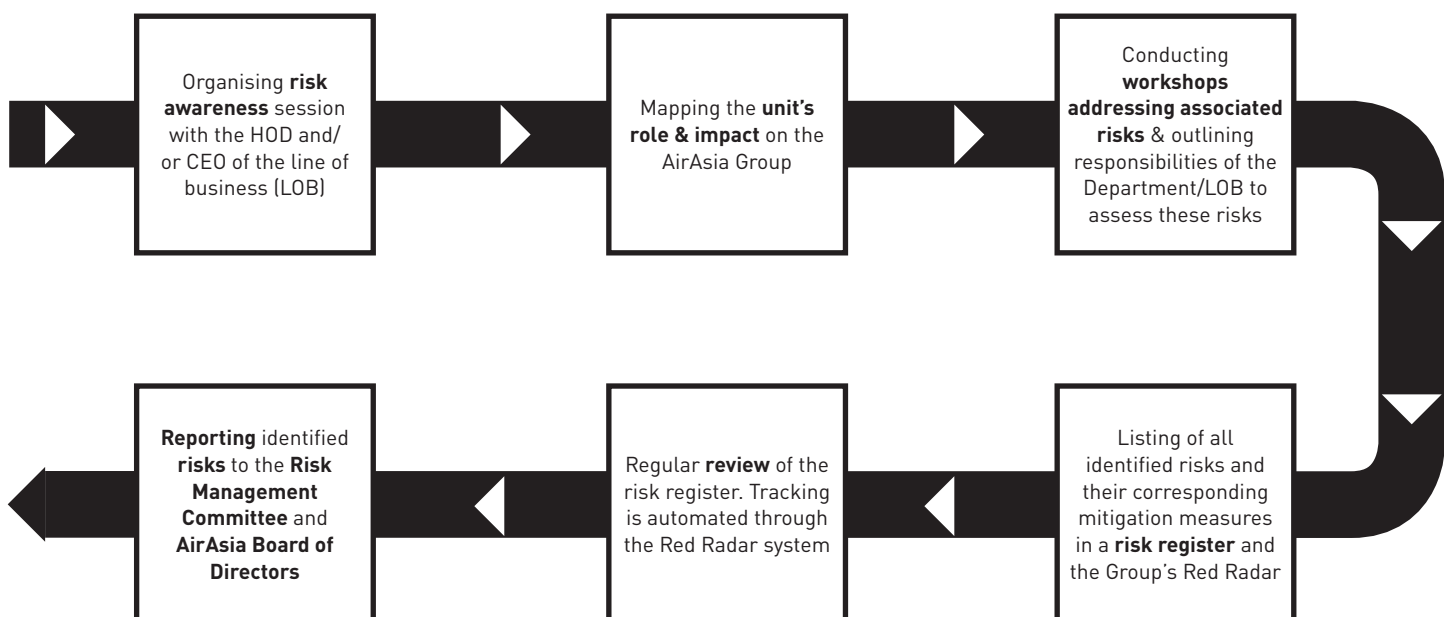 Organising risk
awareness session
with the HOD and/
or CEO of the line of
business (LOB)
Mapping the unit's
role & impact on the
AirAsia Group
Conducting
workshops
addressing associated
risks & outlining
responsibilities of the
Department/LOB to
assess these risks
Listing of all
identified risks and
their corresponding
mitigation measures
in a risk register and
the Group's Red Radar
Regular review of the
risk register. Tracking
is automated through
the Red Radar system
Reporting identified
risks to the Risk
Management
Committee and
AirAsia Board of
Directors